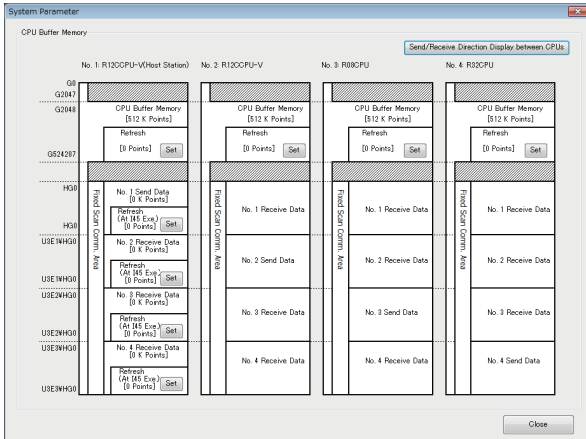 System Parameter
CPU Buffer Memory
Send/Receive Direction Display between CPUs
No. 1: R12CCPU-V(Host Station)
No. 2: R12CCPU-V
No. 3: R08CPU
No. 4: R32CPU
G0
G2047
G2048
G524287
HG0
HG0
U3E1¥HG0
U3E1¥HG0
U3E2¥HG0
U3E2¥HG0
U3E3¥HG0
U3E3¥HG0
CPU Buffer Memory
[512 K Points]
Refresh
[0 Points]
Set
Fixed Scan Comm. Area
No. 1 Send Data
[0 K Points]
Refresh
(At I45 Exe.)
[0 Points]
Set
No. 2 Receive Data
[0 K Points]
Refresh
(At I45 Exe.)
[0 Points]
Set
No. 3 Receive Data
[0 K Points]
Refresh
(At I45 Exe.)
[0 Points]
Set
No. 4 Receive Data
[0 K Points]
Refresh
(At I45 Exe.)
[0 Points]
Set
CPU Buffer Memory
[512 K Points]
Refresh
[0 Points]
Set
Fixed Scan Comm. Area
No. 1 Receive Data
No. 2 Send Data
No. 3 Receive Data
No. 4 Receive Data
CPU Buffer Memory
[512 K Points]
Refresh
[0 Points]
Set
Fixed Scan Comm. Area
No. 1 Receive Data
No. 2 Receive Data
No. 3 Send Data
No. 4 Receive Data
CPU Buffer Memory
[512 K Points]
Refresh
[0 Points]
Set
Fixed Scan Comm. Area
No. 1 Receive Data
No. 2 Receive Data
No. 3 Receive Data
No. 4 Send Data
Close